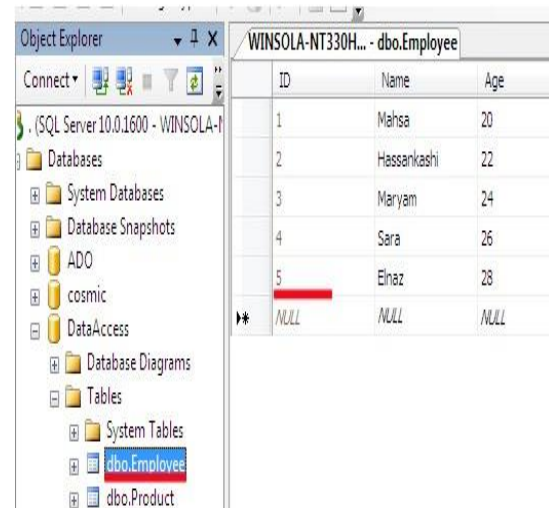 Object Explorer
Connect
. (SQL Server 10.0.1600 - WINSOLA-N
Databases
System Databases
Database Snapshots
ADO
cosmic
DataAccess
Database Diagrams
Tables
System Tables
dbo.Employee
dbo.Product
WINSOLA-NT330H... - dbo.Employee
ID Name Age
1 Mahsa 20
2 Hassankashi 22
3 Maryam 24
4 Sara 26
5 Elnaz 28
NULL NULL NULL